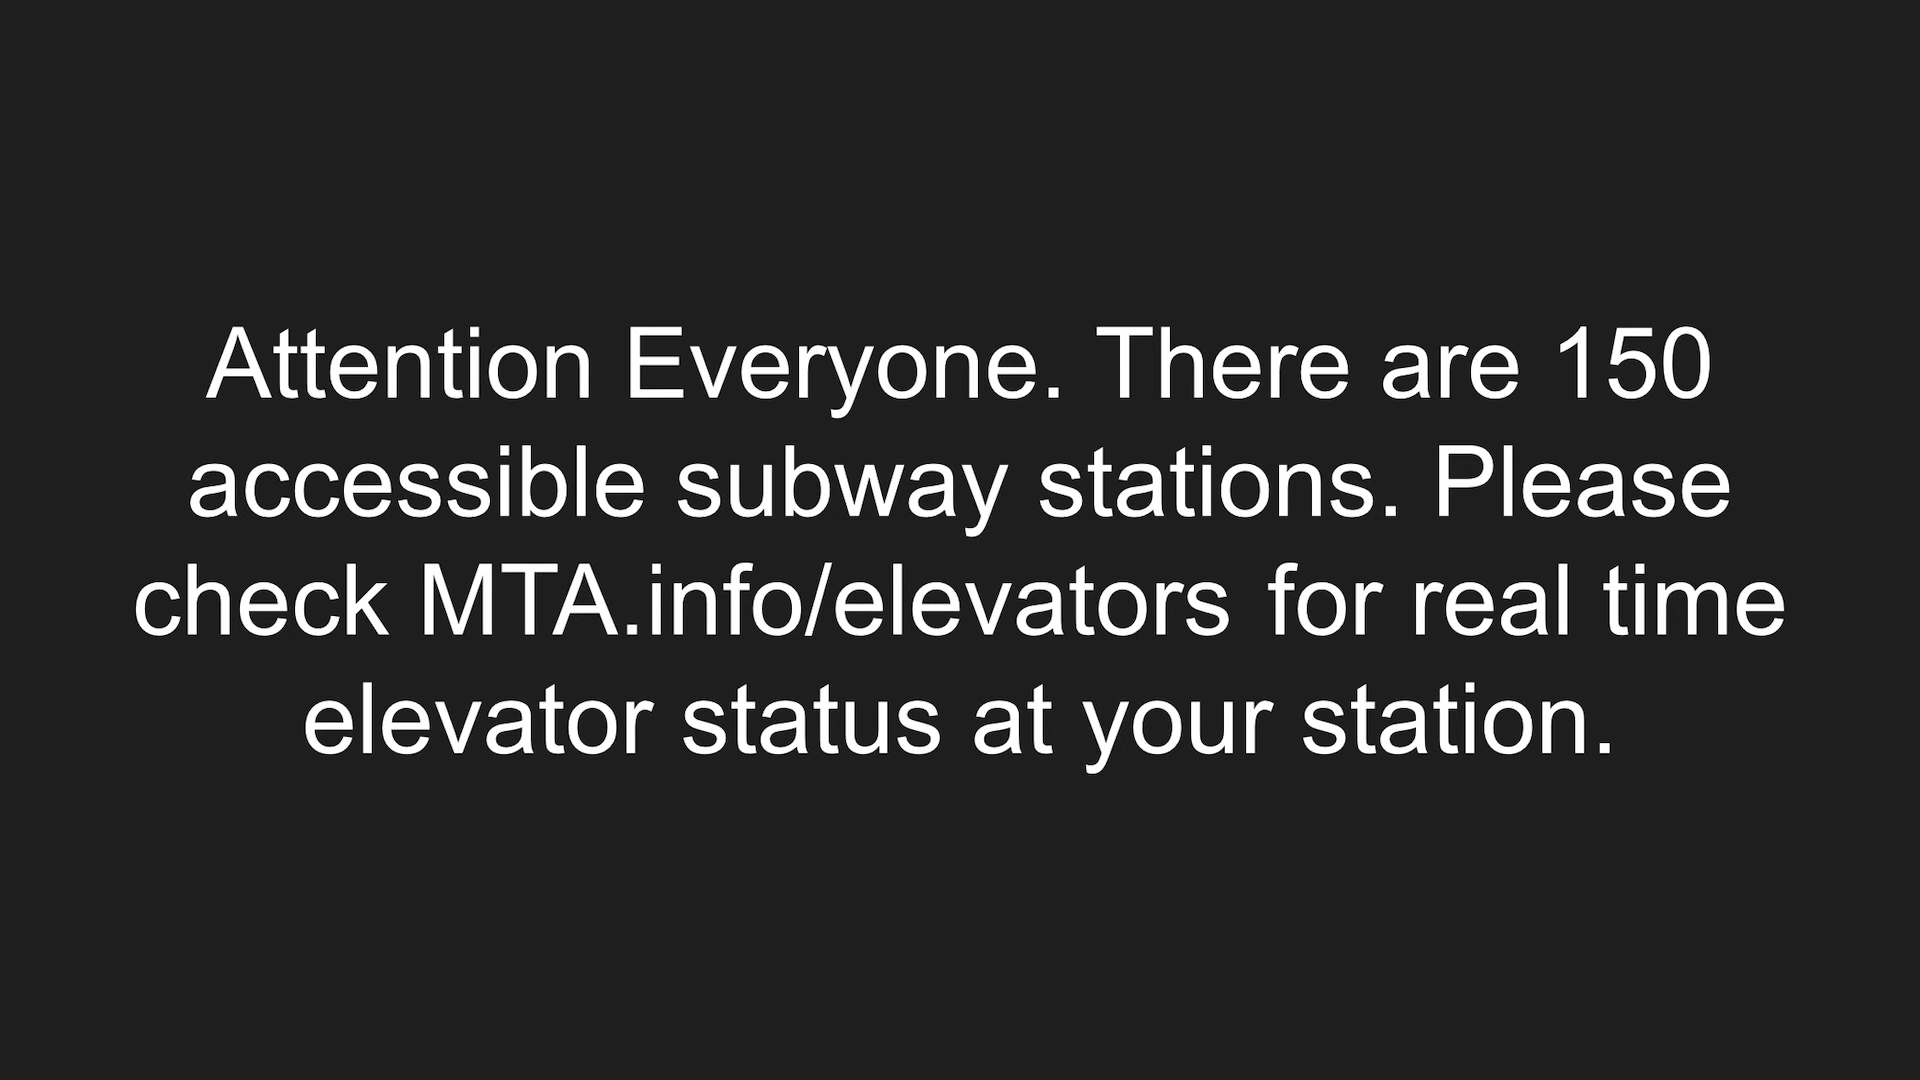 Attention Everyone. There are 150
accessible subway stations. Please
check MTA.info/elevators for real time
elevator status at your station.